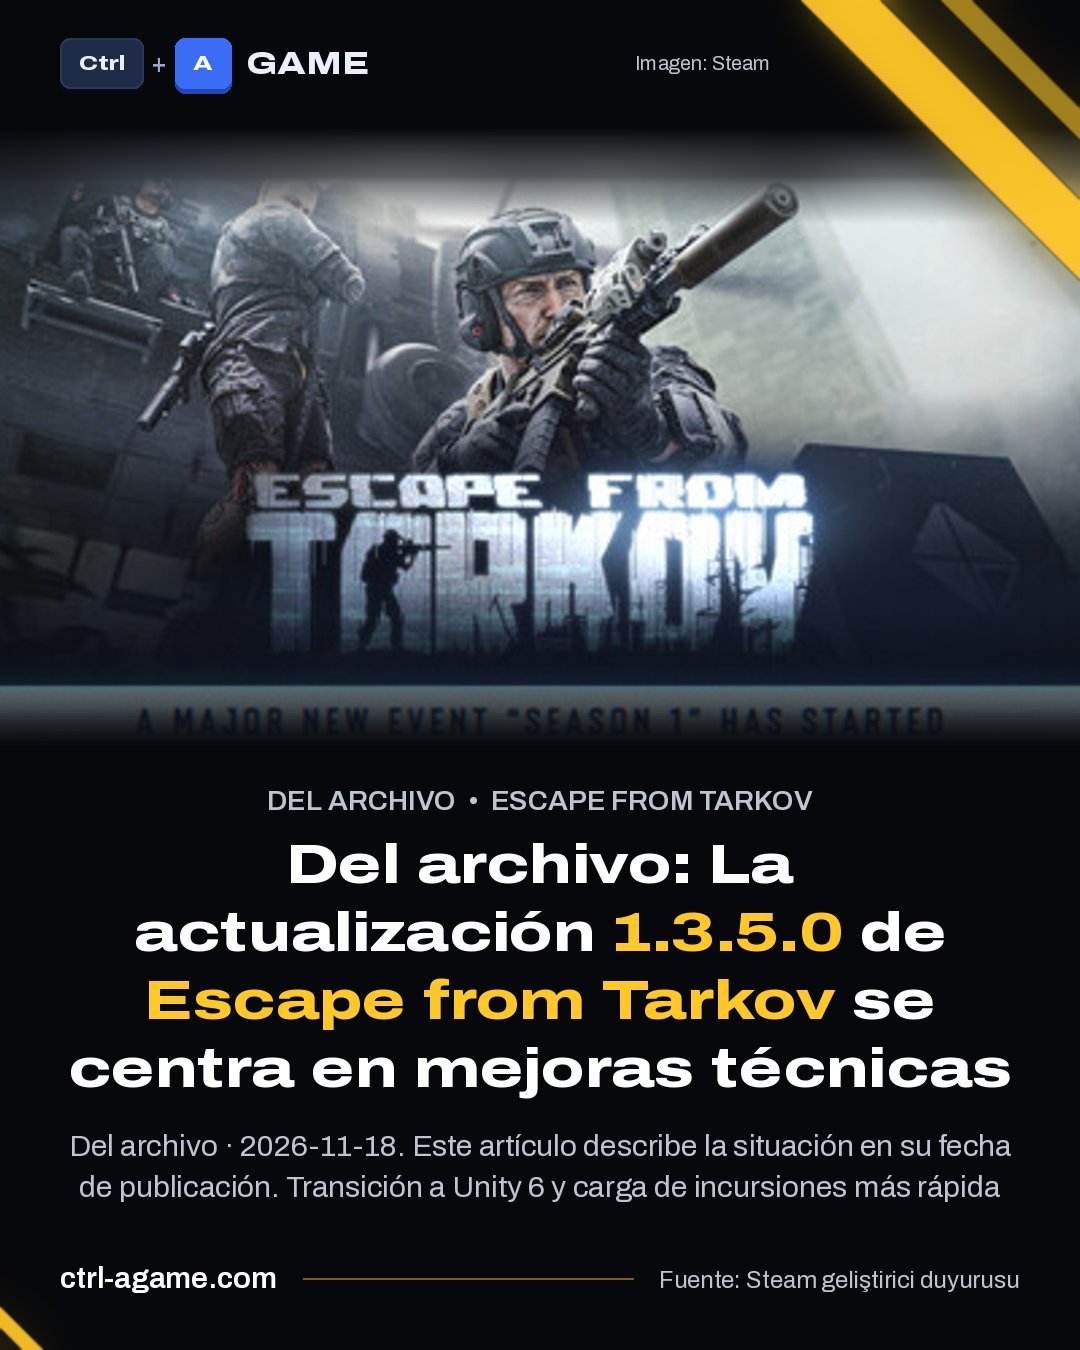 Ctrl + A GAME
Imagen: Steam
ESCAPE FROM
TARKOV
A MAJOR NEW EVENT "SEASON 1" HAS STARTED
DEL ARCHIVO • ESCAPE FROM TARKOV
Del archivo: La
actualización 1.3.5.0 de
Escape from Tarkov se
centra en mejoras técnicas
Del archivo · 2026-11-18. Este artículo describe la situación en su fecha
de publicación. Transición a Unity 6 y carga de incursiones más rápida
ctrl-agame.com
Fuente: Steam geliştirici duyurusu